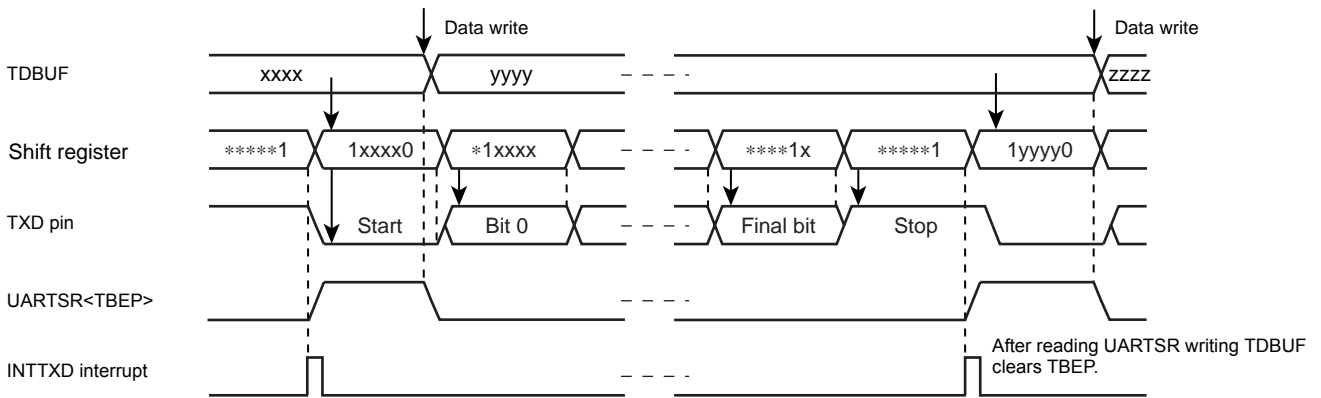 Data write
Data write
TDBUF
xxxx
yyyy
zzzz
Shift register
*****1
1xxxx0
*1xxxx
****1x
*****1
1yyyy0
TXD pin
Start
Bit 0
Final bit
Stop
UARTSR<TBEP>
After reading UARTSR writing TDBUF
clears TBEP.
INTTXD interrupt